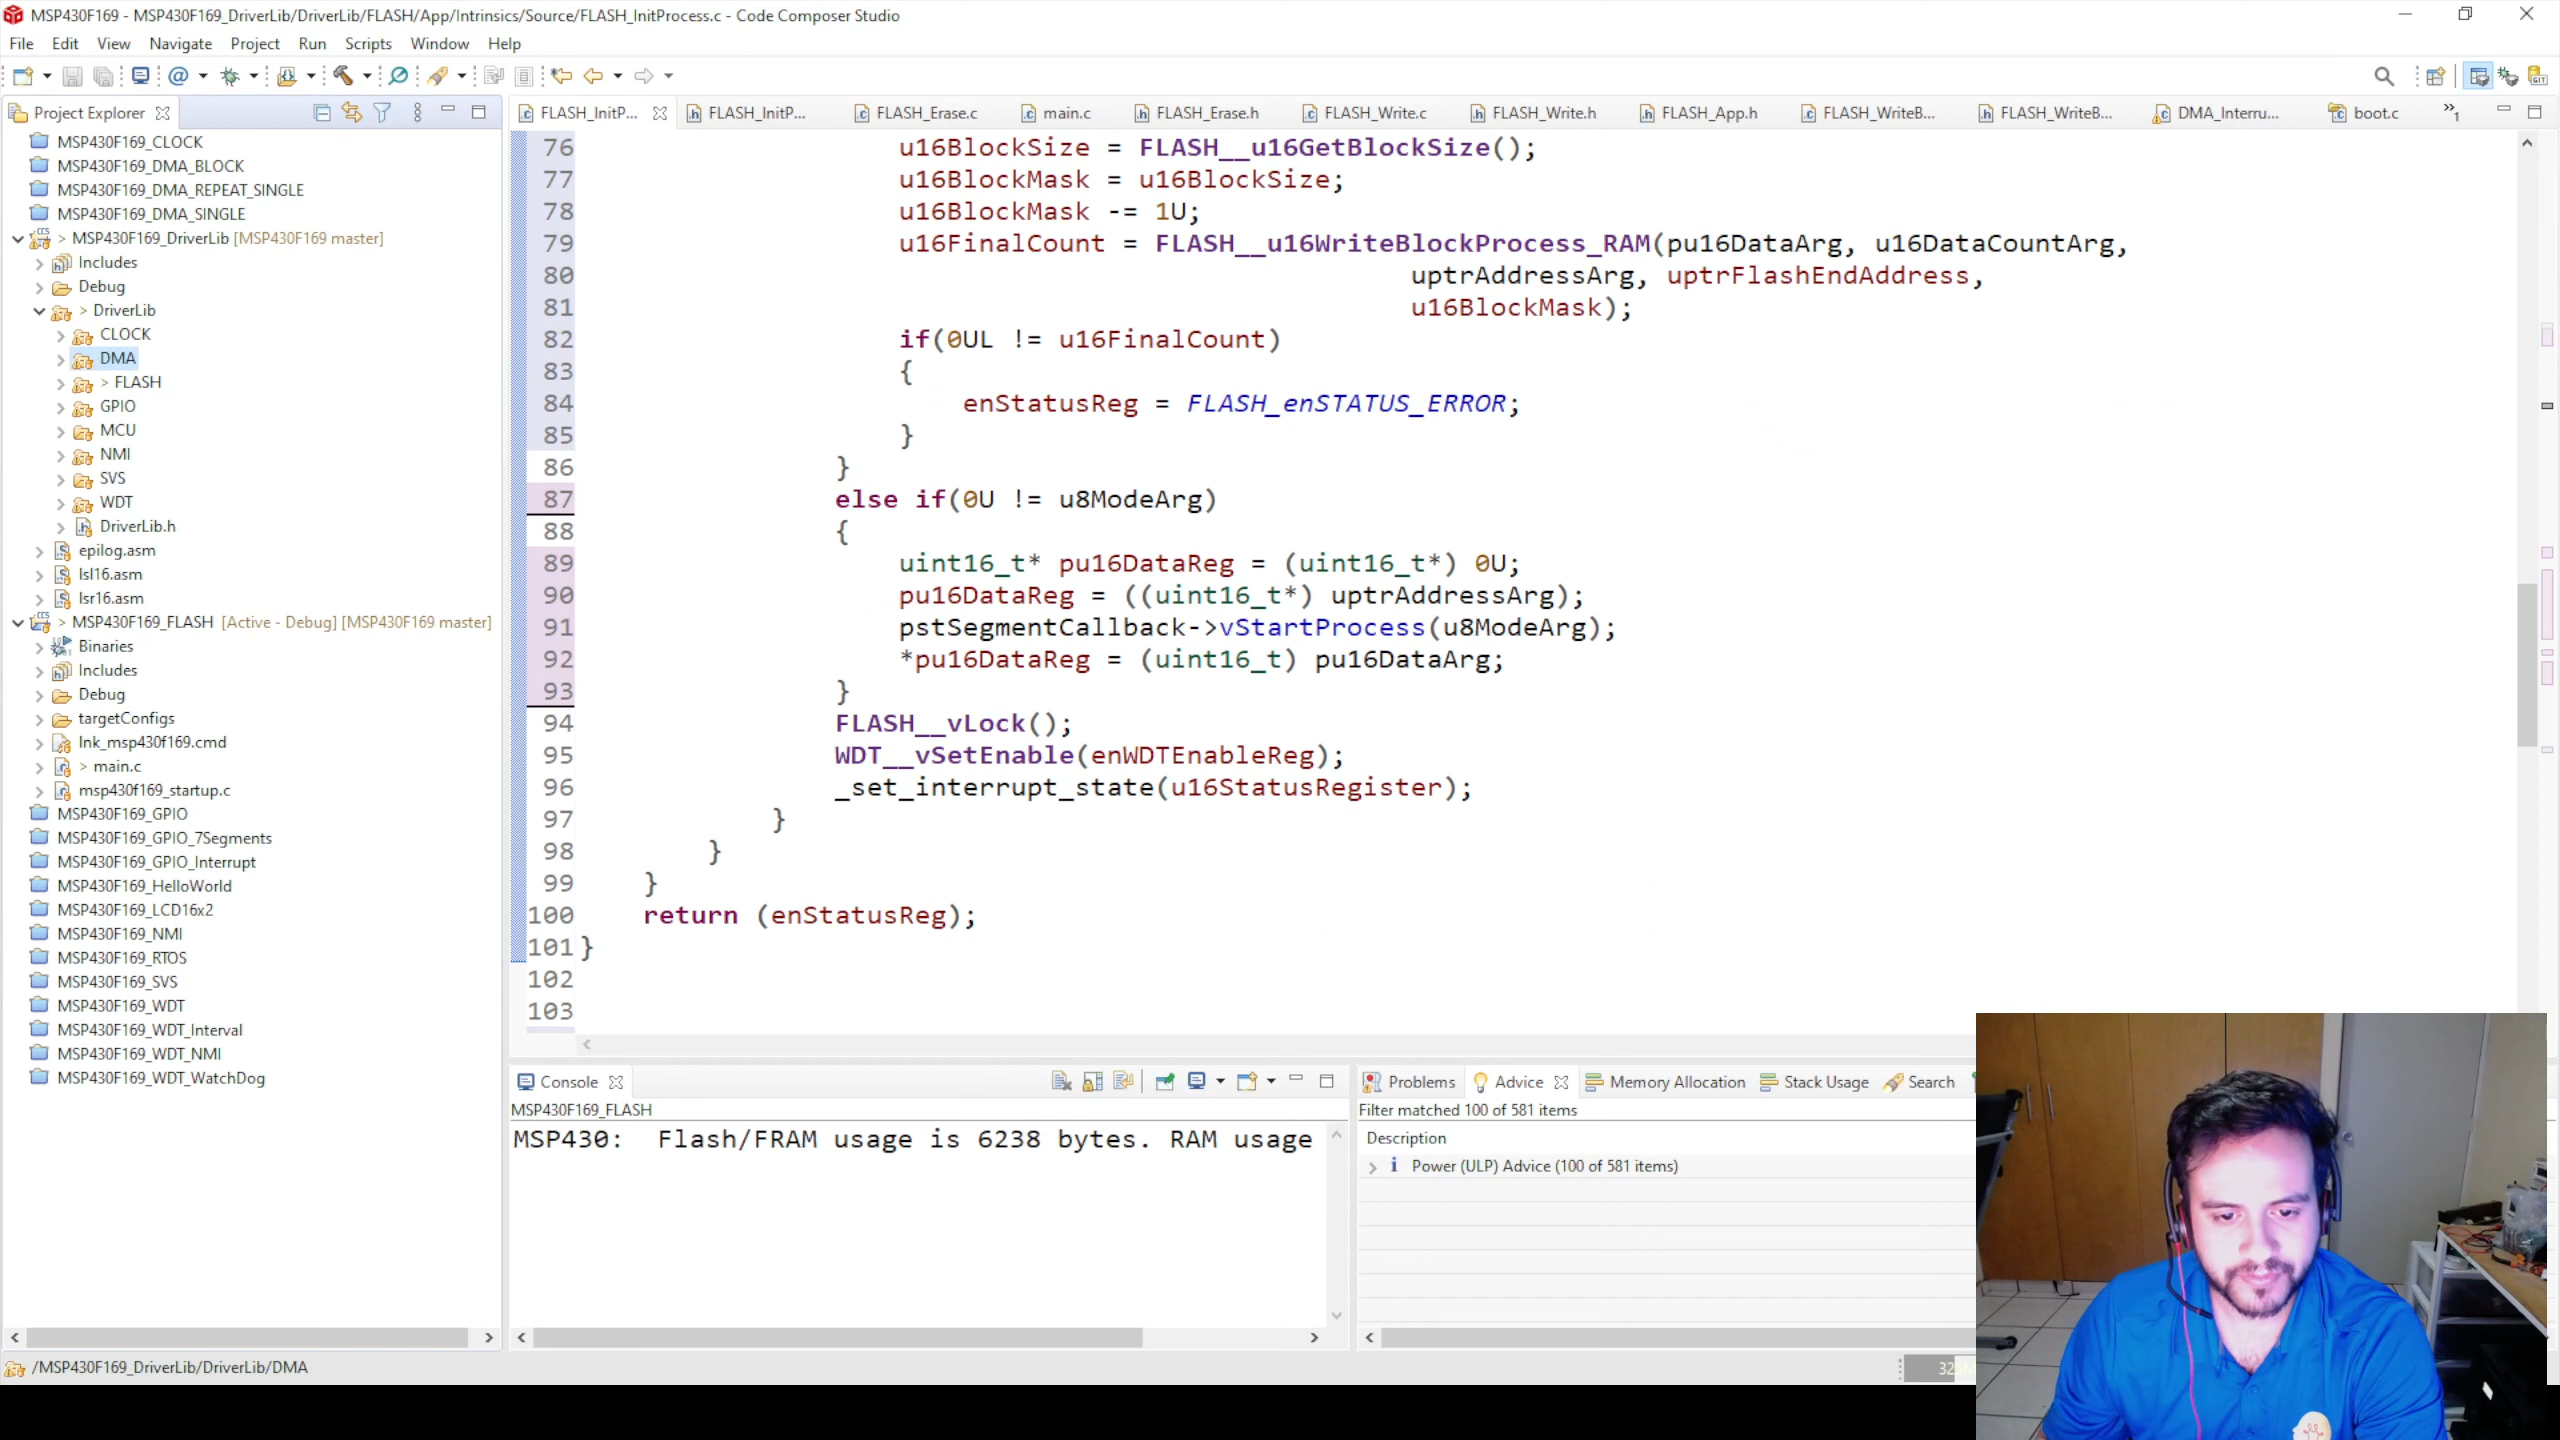 MSP430F169 - MSP430F169_DriverLib/DriverLib/FLASH/App/Intrinsics/Source/FLASH_InitProcess.c - Code Composer Studio
File Edit View Navigate Project Run Scripts Window Help
Project Explorer
MSP430F169_CLOCK
MSP430F169_DMA_BLOCK
MSP430F169_DMA_REPEAT_SINGLE
MSP430F169_DMA_SINGLE
> MSP430F169_DriverLib [MSP430F169 master]
Includes
Debug
> DriverLib
CLOCK
DMA
> FLASH
GPIO
MCU
NMI
SVS
WDT
DriverLib.h
epilog.asm
lsl16.asm
lsr16.asm
> MSP430F169_FLASH [Active - Debug] [MSP430F169 master]
Binaries
Includes
Debug
targetConfigs
lnk_msp430f169.cmd
> main.c
msp430f169_startup.c
MSP430F169_GPIO
MSP430F169_GPIO_7Segments
MSP430F169_GPIO_Interrupt
MSP430F169_HelloWorld
MSP430F169_LCD16x2
MSP430F169_NMI
MSP430F169_RTOS
MSP430F169_SVS
MSP430F169_WDT
MSP430F169_WDT_Interval
MSP430F169_WDT_NMI
MSP430F169_WDT_WatchDog
FLASH_InitP... FLASH_InitP... FLASH_Erase.c main.c FLASH_Erase.h FLASH_Write.c FLASH_Write.h FLASH_App.h FLASH_WriteB... FLASH_WriteB... DMA_Interru... boot.c »1
76 u16BlockSize = FLASH__u16GetBlockSize();
77 u16BlockMask = u16BlockSize;
78 u16BlockMask -= 1U;
79 u16FinalCount = FLASH__u16WriteBlockProcess_RAM(pu16DataArg, u16DataCountArg,
80 uptrAddressArg, uptrFlashEndAddress,
81 u16BlockMask);
82 if(0UL != u16FinalCount)
83 {
84 enStatusReg = FLASH_enSTATUS_ERROR;
85 }
86 }
87 else if(0U != u8ModeArg)
88 {
89 uint16_t* pu16DataReg = (uint16_t*) 0U;
90 pu16DataReg = ((uint16_t*) uptrAddressArg);
91 pstSegmentCallback->vStartProcess(u8ModeArg);
92 *pu16DataReg = (uint16_t) pu16DataArg;
93 }
94 FLASH__vLock();
95 WDT__vSetEnable(enWDTEnableReg);
96 _set_interrupt_state(u16StatusRegister);
97 }
98 }
99 }
100 return (enStatusReg);
101 }
102
103
Console
MSP430F169_FLASH
MSP430: Flash/FRAM usage is 6238 bytes. RAM usage
Problems Advice Memory Allocation Stack Usage Search
Filter matched 100 of 581 items
Description
i Power (ULP) Advice (100 of 581 items)
/MSP430F169_DriverLib/DriverLib/DMA